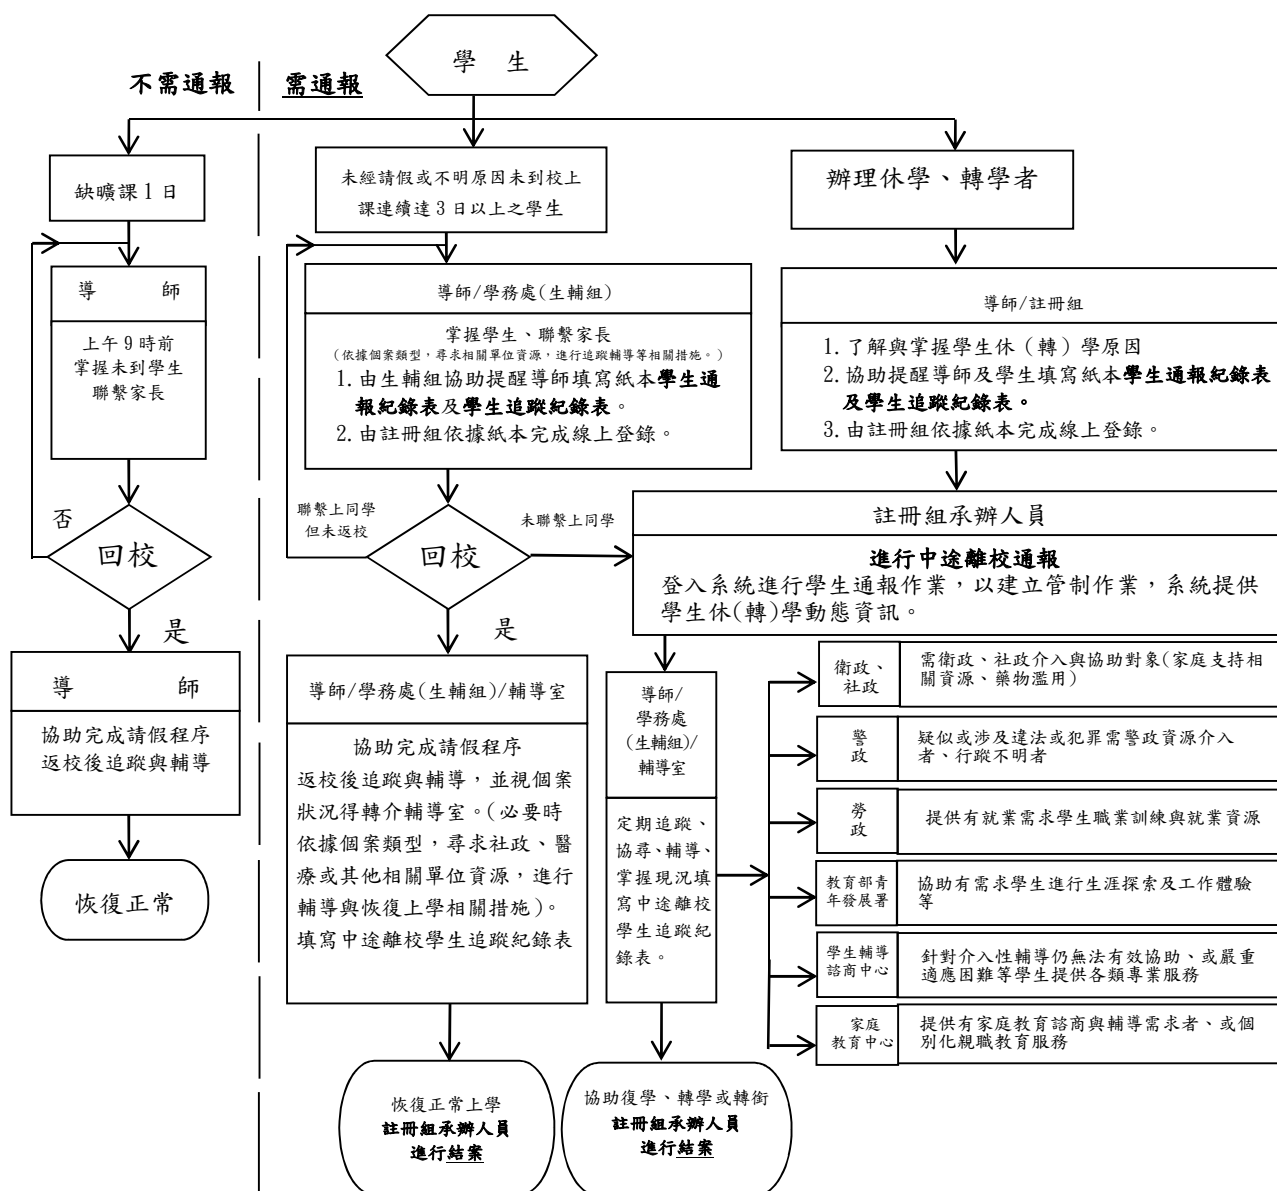 學 生
不需通報
需通報
缺曠課1日
導 師
上午9時前
掌握未到學生
聯繫家長
否
回校
是
導 師
協助完成請假程序
返校後追蹤與輔導
恢復正常
未經請假或不明原因未到校上
課連續達3日以上之學生
導師/學務處(生輔組)
掌握學生、聯繫家長
(依據個案類型，尋求相關單位資源，進行追蹤輔導等相關措施。)
1.由生輔組協助提醒導師填寫紙本學生通
報紀錄表及學生追蹤紀錄表。
2.由註冊組依據紙本完成線上登錄。
聯繫上同學
但未返校
回校
未聯繫上同學
是
導師/學務處(生輔組)/輔導室
協助完成請假程序
返校後追蹤與輔導，並視個案
狀況得轉介輔導室。(必要時
依據個案類型，尋求社政、醫
療或其他相關單位資源，進行
輔導與恢復上學相關措施)。
填寫中途離校學生追蹤紀錄表
恢復正常上學
註冊組承辦人員
進行結案
辦理休學、轉學者
導師/註冊組
1.了解與掌握學生休（轉）學原因
2.協助提醒導師及學生填寫紙本學生通報紀錄表
及學生追蹤紀錄表。
3.由註冊組依據紙本完成線上登錄。
註冊組承辦人員
進行中途離校通報
登入系統進行學生通報作業，以建立管制作業，系統提供
學生休(轉)學動態資訊。
導師/
學務處
(生輔組)/
輔導室
定期追蹤、
協尋、輔導、
掌握現況填
寫中途離校
學生追蹤紀
錄表。
協助復學、轉學或轉銜
註冊組承辦人員
進行結案
衛政、
社政
需衛政、社政介入與協助對象(家庭支持相
關資源、藥物濫用)
警
政
疑似或涉及違法或犯罪需警政資源介入
者、行蹤不明者
勞
政
提供有就業需求學生職業訓練與就業資源
教育部青
年發展署
協助有需求學生進行生涯探索及工作體驗
等
學生輔導
諮商中心
針對介入性輔導仍無法有效協助、或嚴重
適應困難等學生提供各類專業服務
家庭
教育中心
提供有家庭教育諮商與輔導需求者、或個
別化親職教育服務